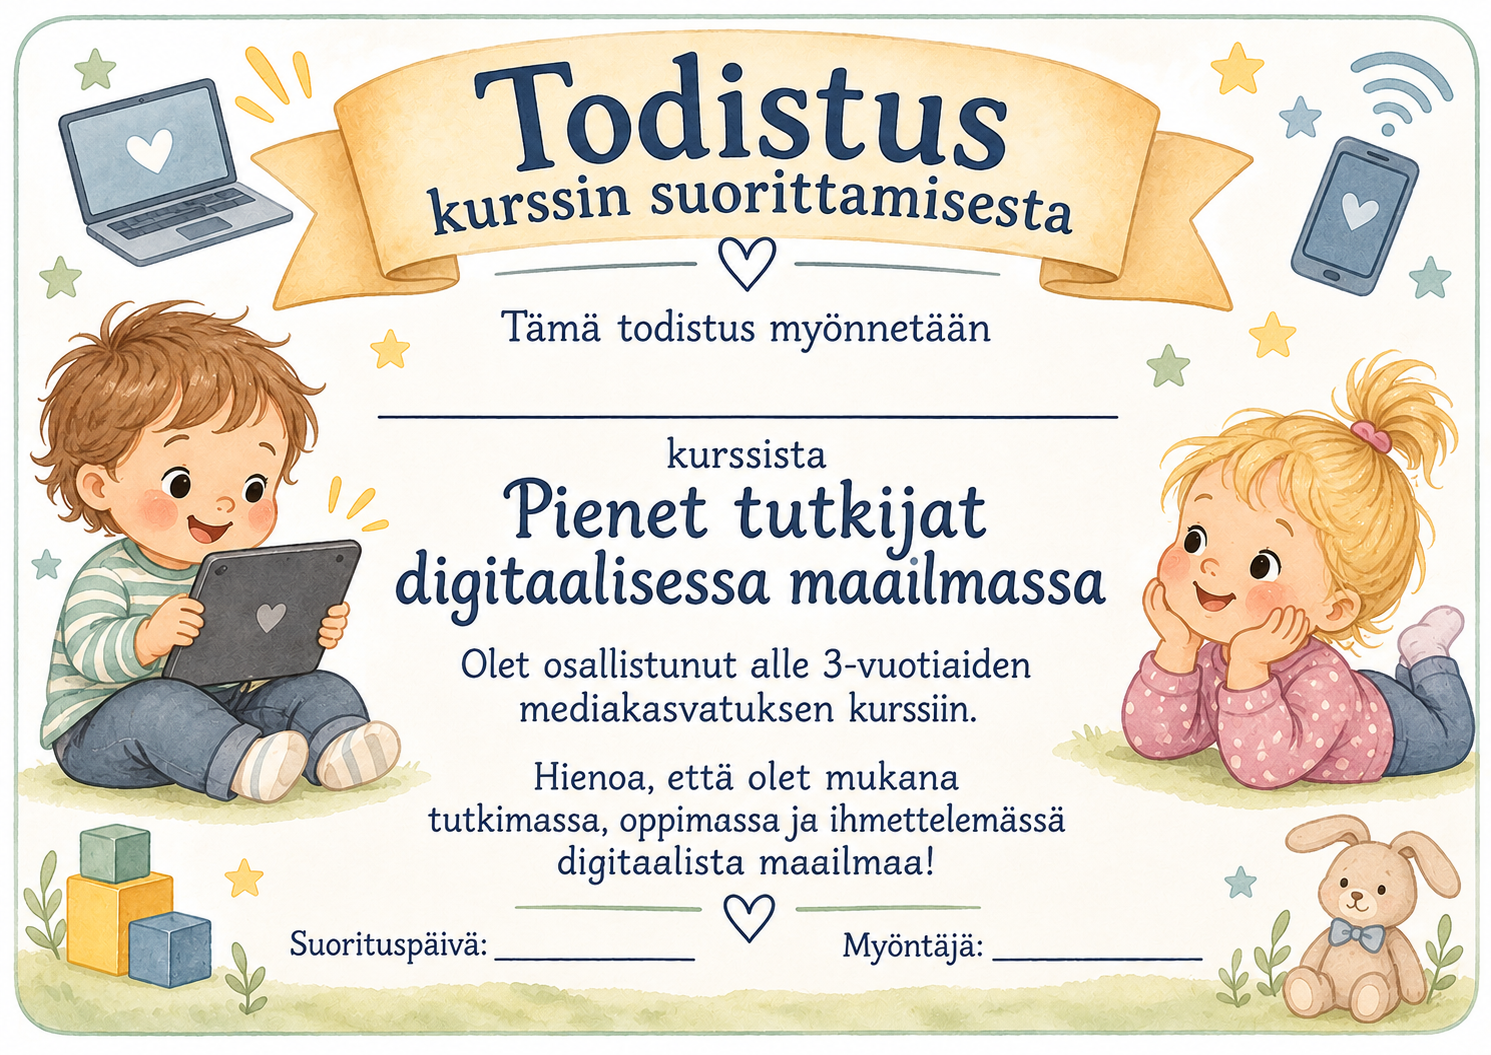 Todistus
kurssin suorittamisesta
Tämä todistus myönnetään
kurssista
Pienet tutkijat
digitaalisessa maailmassa
Olet osallistunut alle 3-vuotiaiden
mediakasvatuksen kurssiin.
Hienoa, että olet mukana
tutkimassa, oppimassa ja ihmettelemässä
digitaalista maailmaa!
Suorituspäivä:
Myöntäjä: